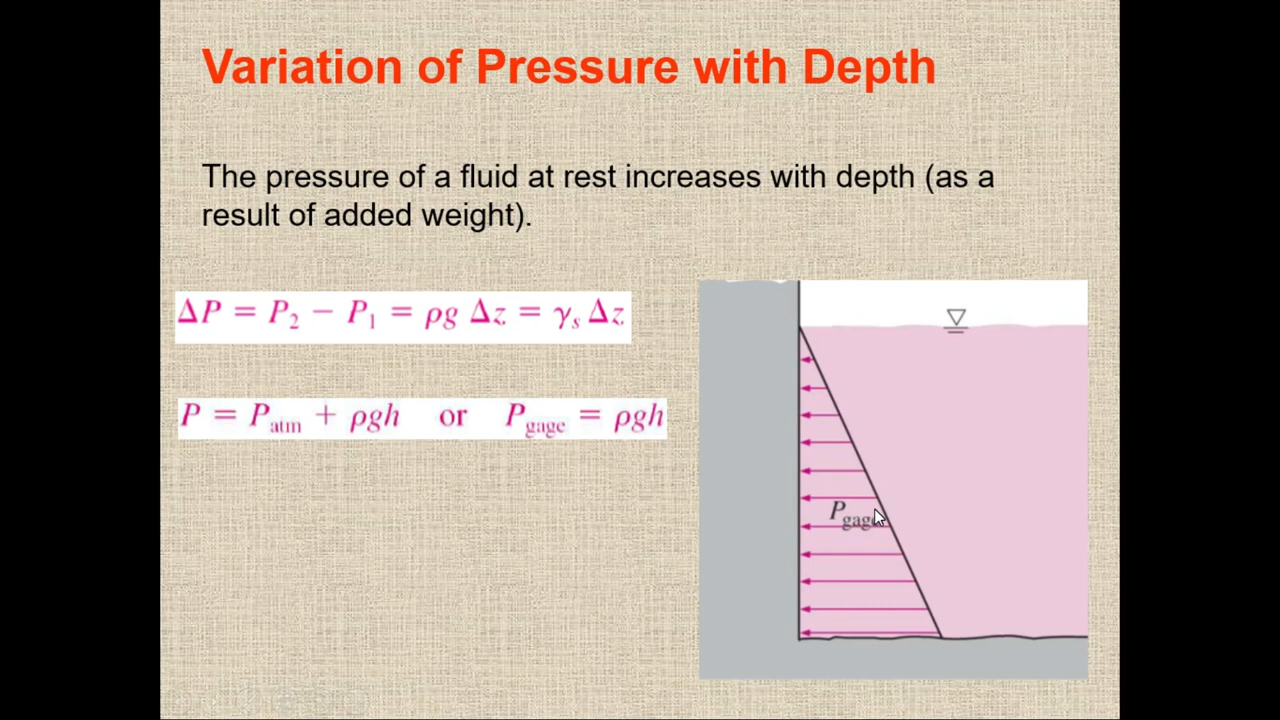 Variation of Pressure with Depth
The pressure of a fluid at rest increases with depth (as a
result of added weight).
ΔP = P₂ − P₁ = ρg Δz = γₛ Δz
P = Pₐₜₘ + ρgh or P_gage = ρgh
P_gage